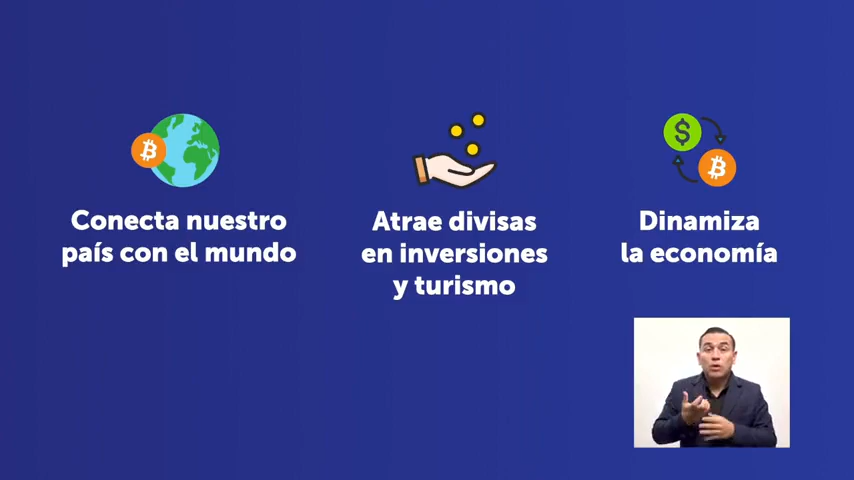 Conecta nuestro
país con el mundo
Atrae divisas
en inversiones
y turismo
Dinamiza
la economía